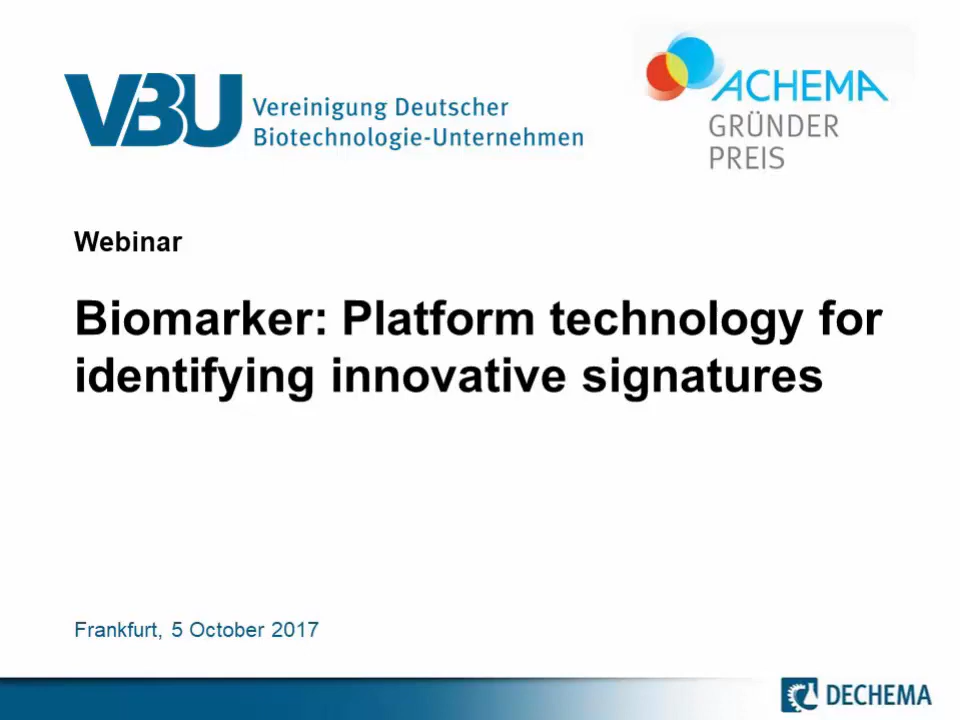 VBU
Vereinigung Deutscher
Biotechnologie-Unternehmen
ACHEMA
GRÜNDER
PREIS
Webinar
Biomarker: Platform technology for
identifying innovative signatures
Frankfurt, 5 October 2017
DECHEMA